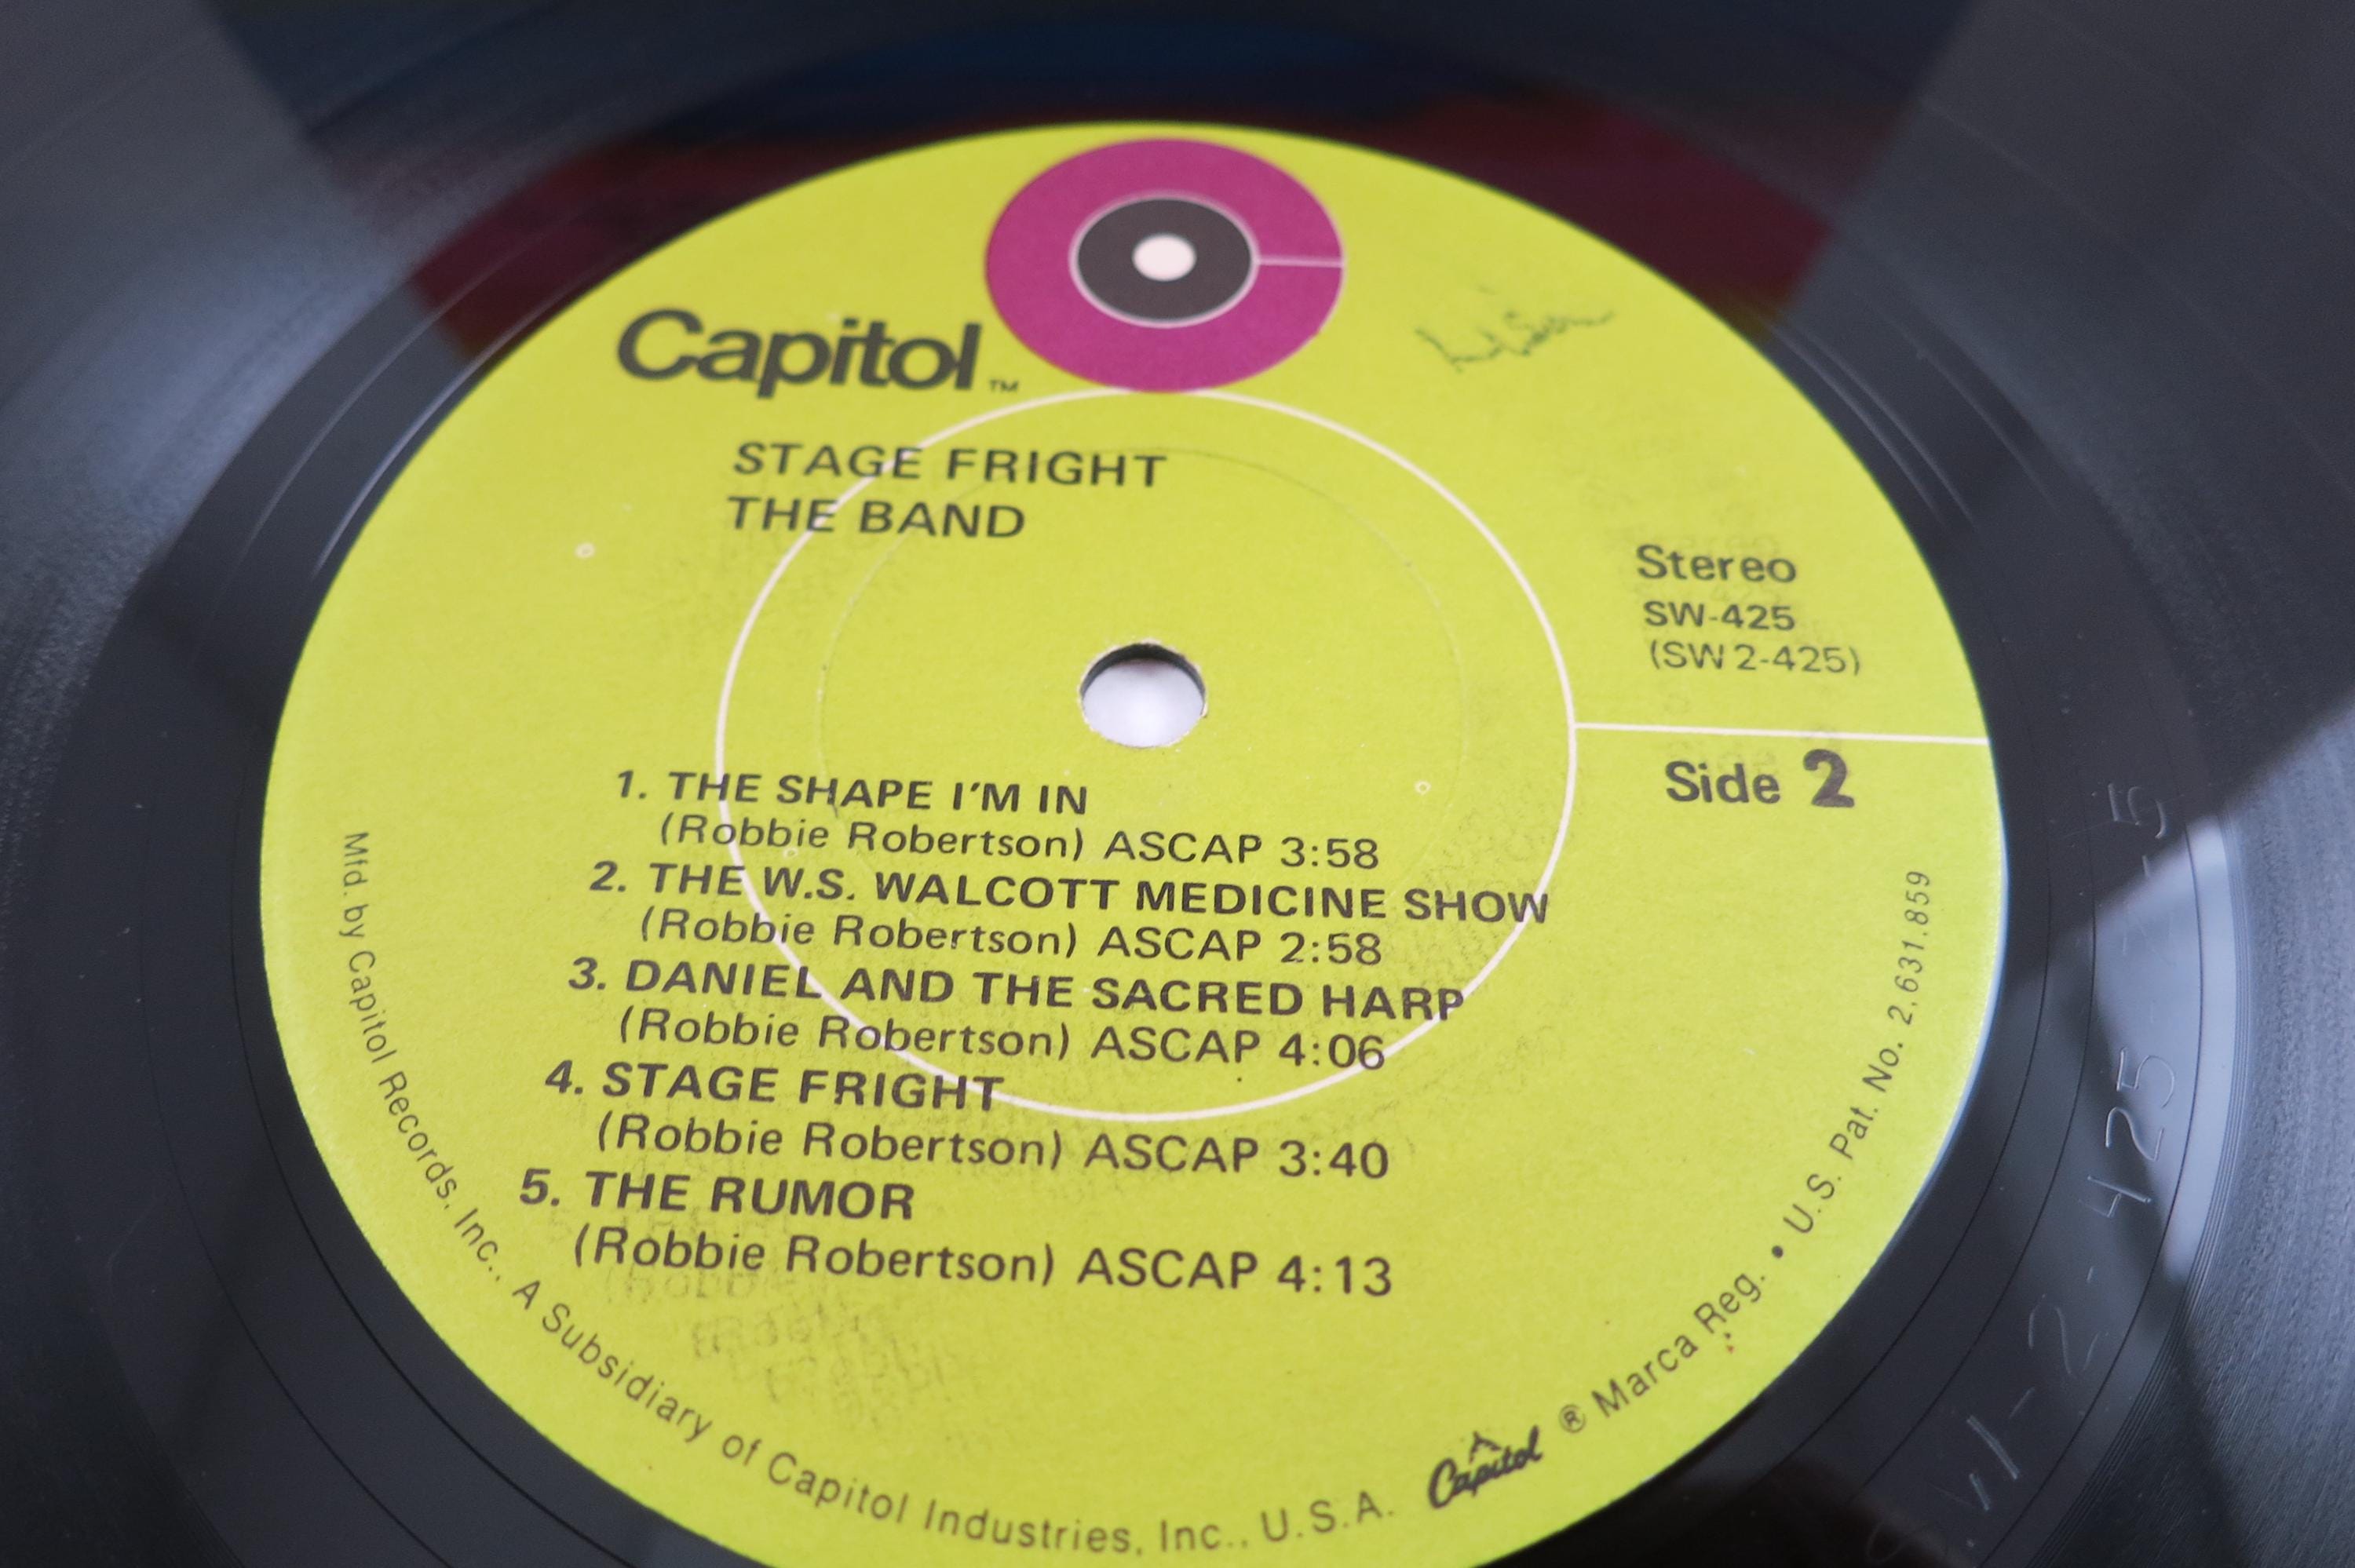 Capitol™
STAGE FRIGHT
THE BAND
Stereo
SW-425
(SW 2-425)
Side 2
1. THE SHAPE I'M IN
(Robbie Robertson) ASCAP 3:58
2. THE W.S. WALCOTT MEDICINE SHOW
(Robbie Robertson) ASCAP 2:58
3. DANIEL AND THE SACRED HARP
(Robbie Robertson) ASCAP 4:06
4. STAGE FRIGHT
(Robbie Robertson) ASCAP 3:40
5. THE RUMOR
(Robbie Robertson) ASCAP 4:13
Mfd. by Capitol Records, Inc., A Subsidiary of Capitol Industries, Inc., U.S.A. Capitol ® Marca Reg. • U.S. Pat. No. 2,631,859
-2-425